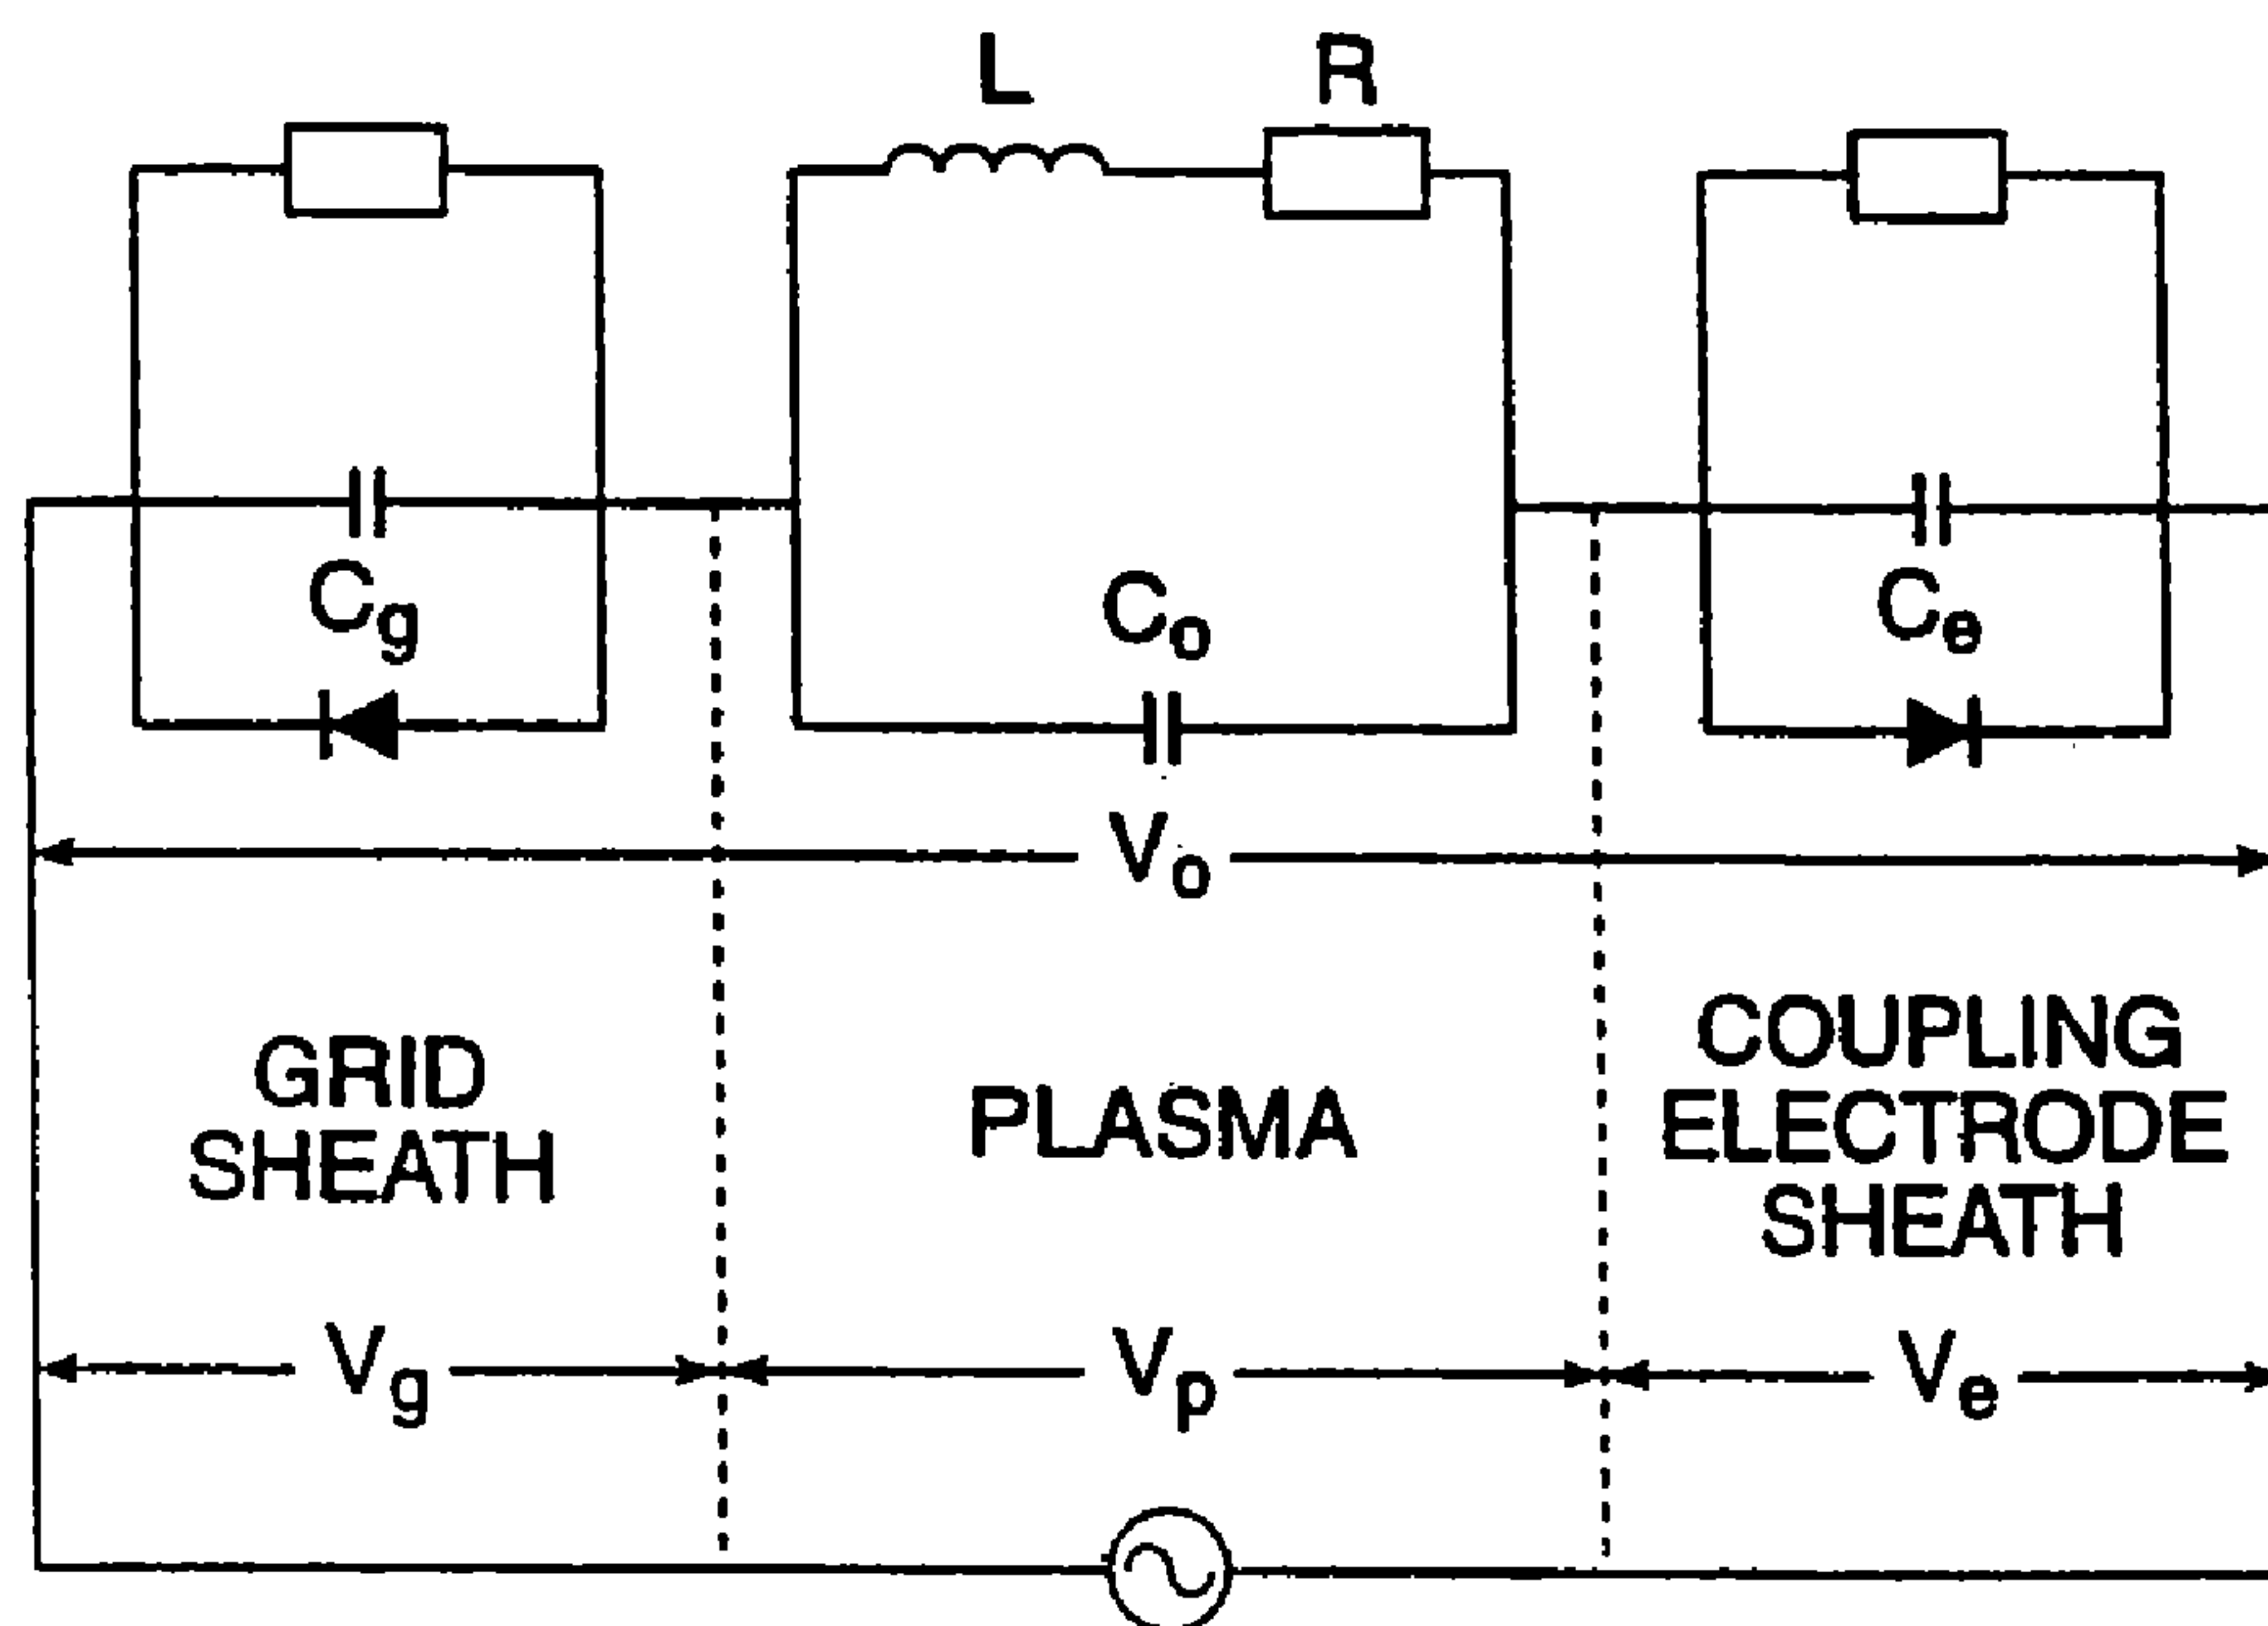 L
R
Cg
Co
Ce
Vo
GRID
SHEATH
PLASMA
COUPLING
ELECTRODE
SHEATH
Vg
Vp
Ve